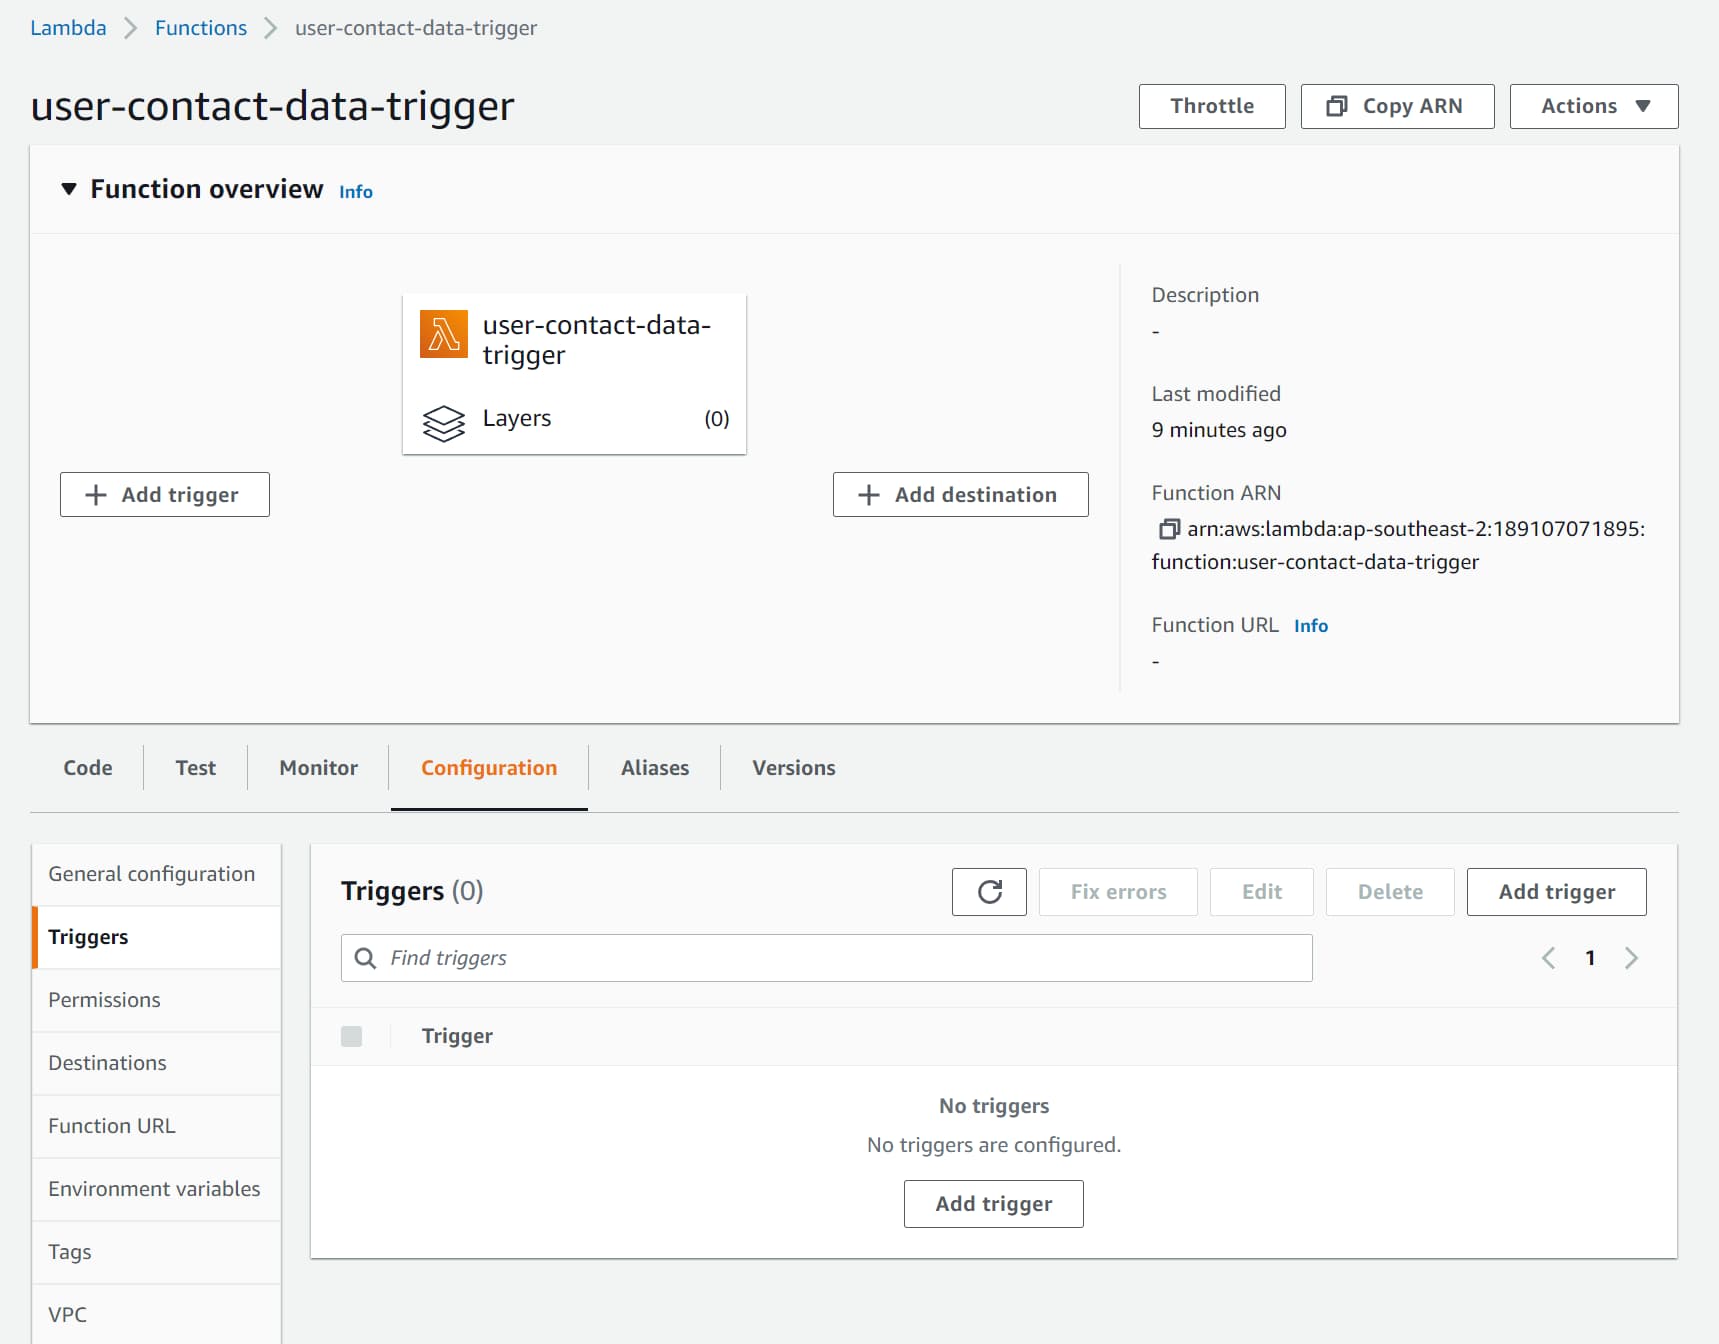 Lambda > Functions > user-contact-data-trigger
user-contact-data-trigger
Throttle
Copy ARN
Actions
Function overview Info
user-contact-data-
trigger
Layers (0)
Add trigger
Add destination
Description
-
Last modified
9 minutes ago
Function ARN
arn:aws:lambda:ap-southeast-2:189107071895:
function:user-contact-data-trigger
Function URL Info
-
Code
Test
Monitor
Configuration
Aliases
Versions
General configuration
Triggers
Permissions
Destinations
Function URL
Environment variables
Tags
VPC
Triggers (0)
Fix errors
Edit
Delete
Add trigger
Find triggers
1
Trigger
No triggers
No triggers are configured.
Add trigger